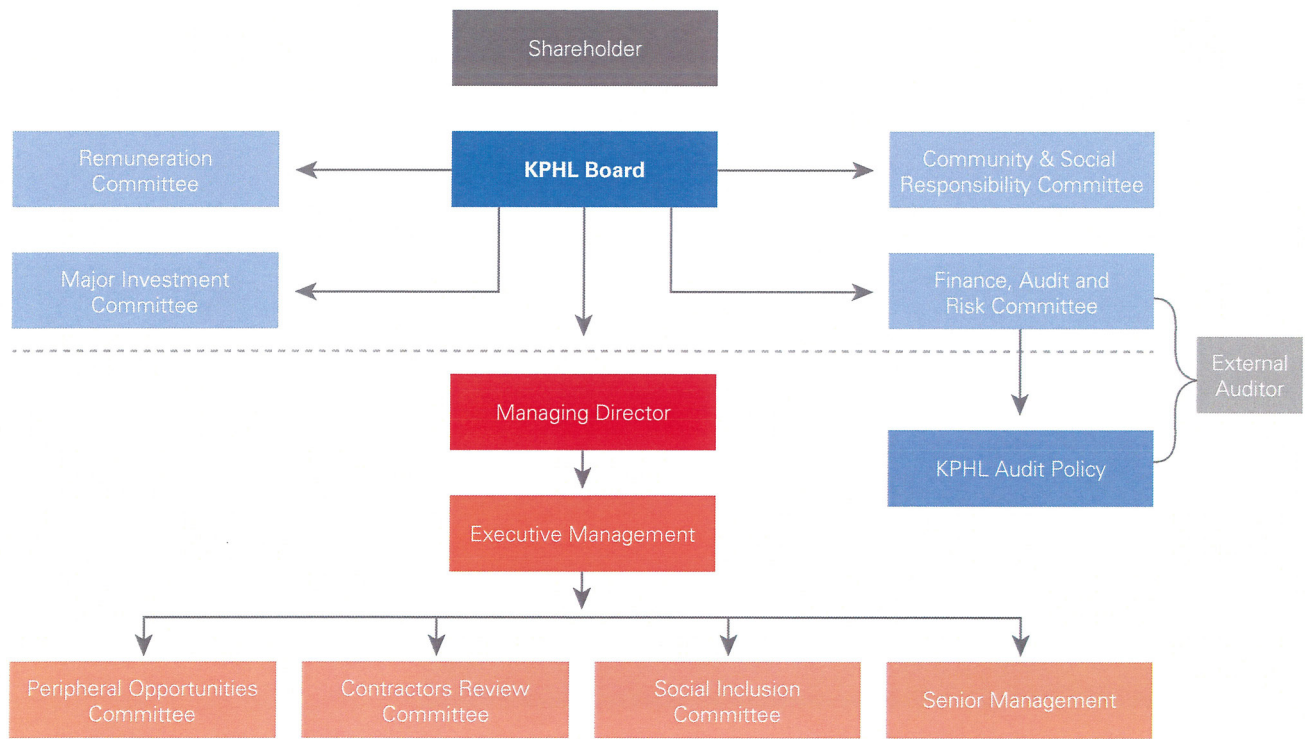 Shareholder
Remuneration
Committee
KPHL Board
Community & Social
Responsibility Committee
Major Investment
Committee
Finance, Audit and
Risk Committee
External
Auditor
Managing Director
KPHL Audit Policy
Executive Management
Peripheral Opportunities
Committee
Contractors Review
Committee
Social Inclusion
Committee
Senior Management